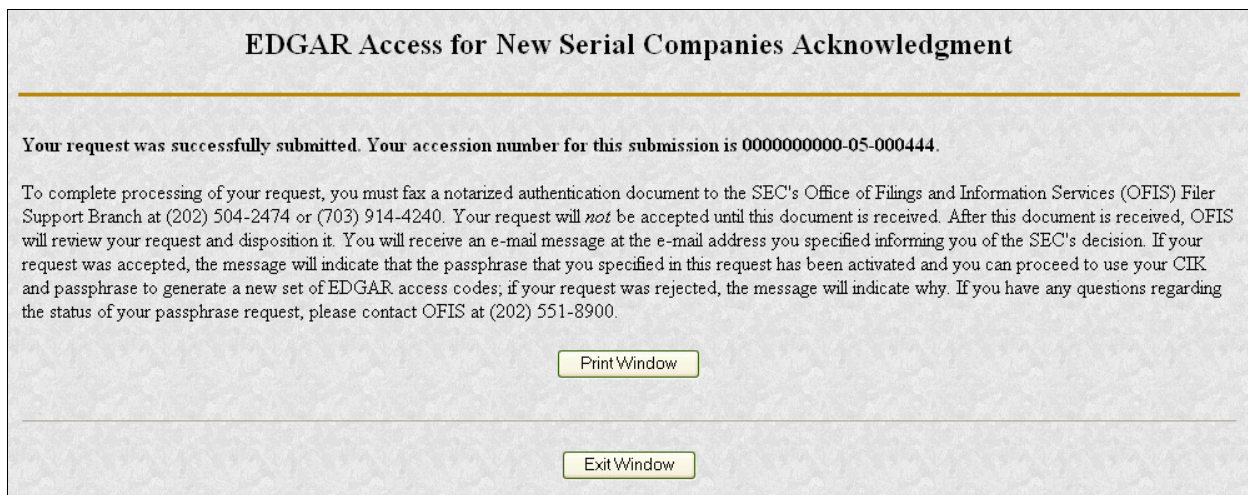 EDGAR Access for New Serial Companies Acknowledgment
Your request was successfully submitted. Your accession number for this submission is 0000000000-05-000444.
To complete processing of your request, you must fax a notarized authentication document to the SEC's Office of Filings and Information Services (OFIS) Filer
Support Branch at (202) 504-2474 or (703) 914-4240. Your request will not be accepted until this document is received. After this document is received, OFIS
will review your request and disposition it. You will receive an e-mail message at the e-mail address you specified informing you of the SEC's decision. If your
request was accepted, the message will indicate that the passphrase that you specified in this request has been activated and you can proceed to use your CIK
and passphrase to generate a new set of EDGAR access codes; if your request was rejected, the message will indicate why. If you have any questions regarding
the status of your passphrase request, please contact OFIS at (202) 551-8900.
Print Window
Exit Window